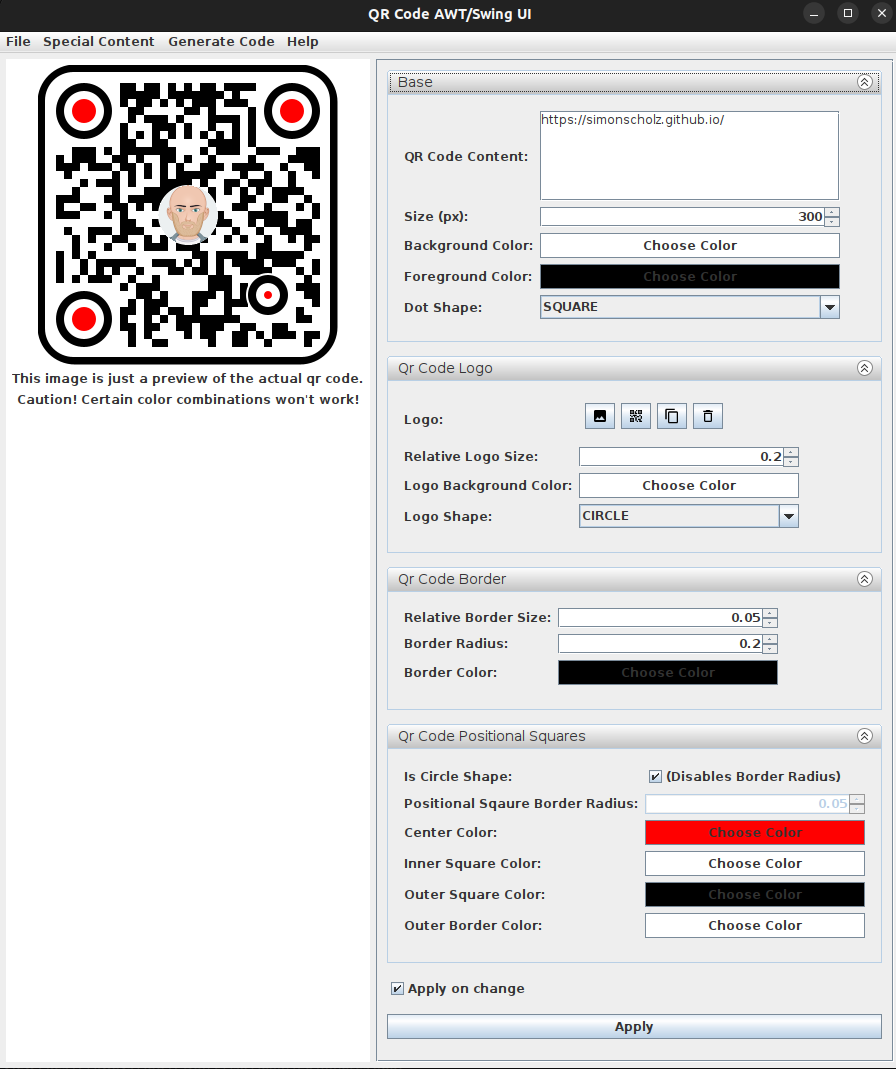 QR Code AWT/Swing UI
File Special Content Generate Code Help
This image is just a preview of the actual qr code.
Caution! Certain color combinations won't work!
Base
QR Code Content:
https://simonscholz.github.io/
Size (px): 300
Background Color: Choose Color
Foreground Color: Choose Color
Dot Shape: SQUARE
Qr Code Logo
Logo:
Relative Logo Size: 0.2
Logo Background Color: Choose Color
Logo Shape: CIRCLE
Qr Code Border
Relative Border Size: 0.05
Border Radius: 0.2
Border Color: Choose Color
Qr Code Positional Squares
Is Circle Shape: (Disables Border Radius)
Positional Sqaure Border Radius: 0.05
Center Color: Choose Color
Inner Square Color: Choose Color
Outer Square Color: Choose Color
Outer Border Color: Choose Color
Apply on change
Apply